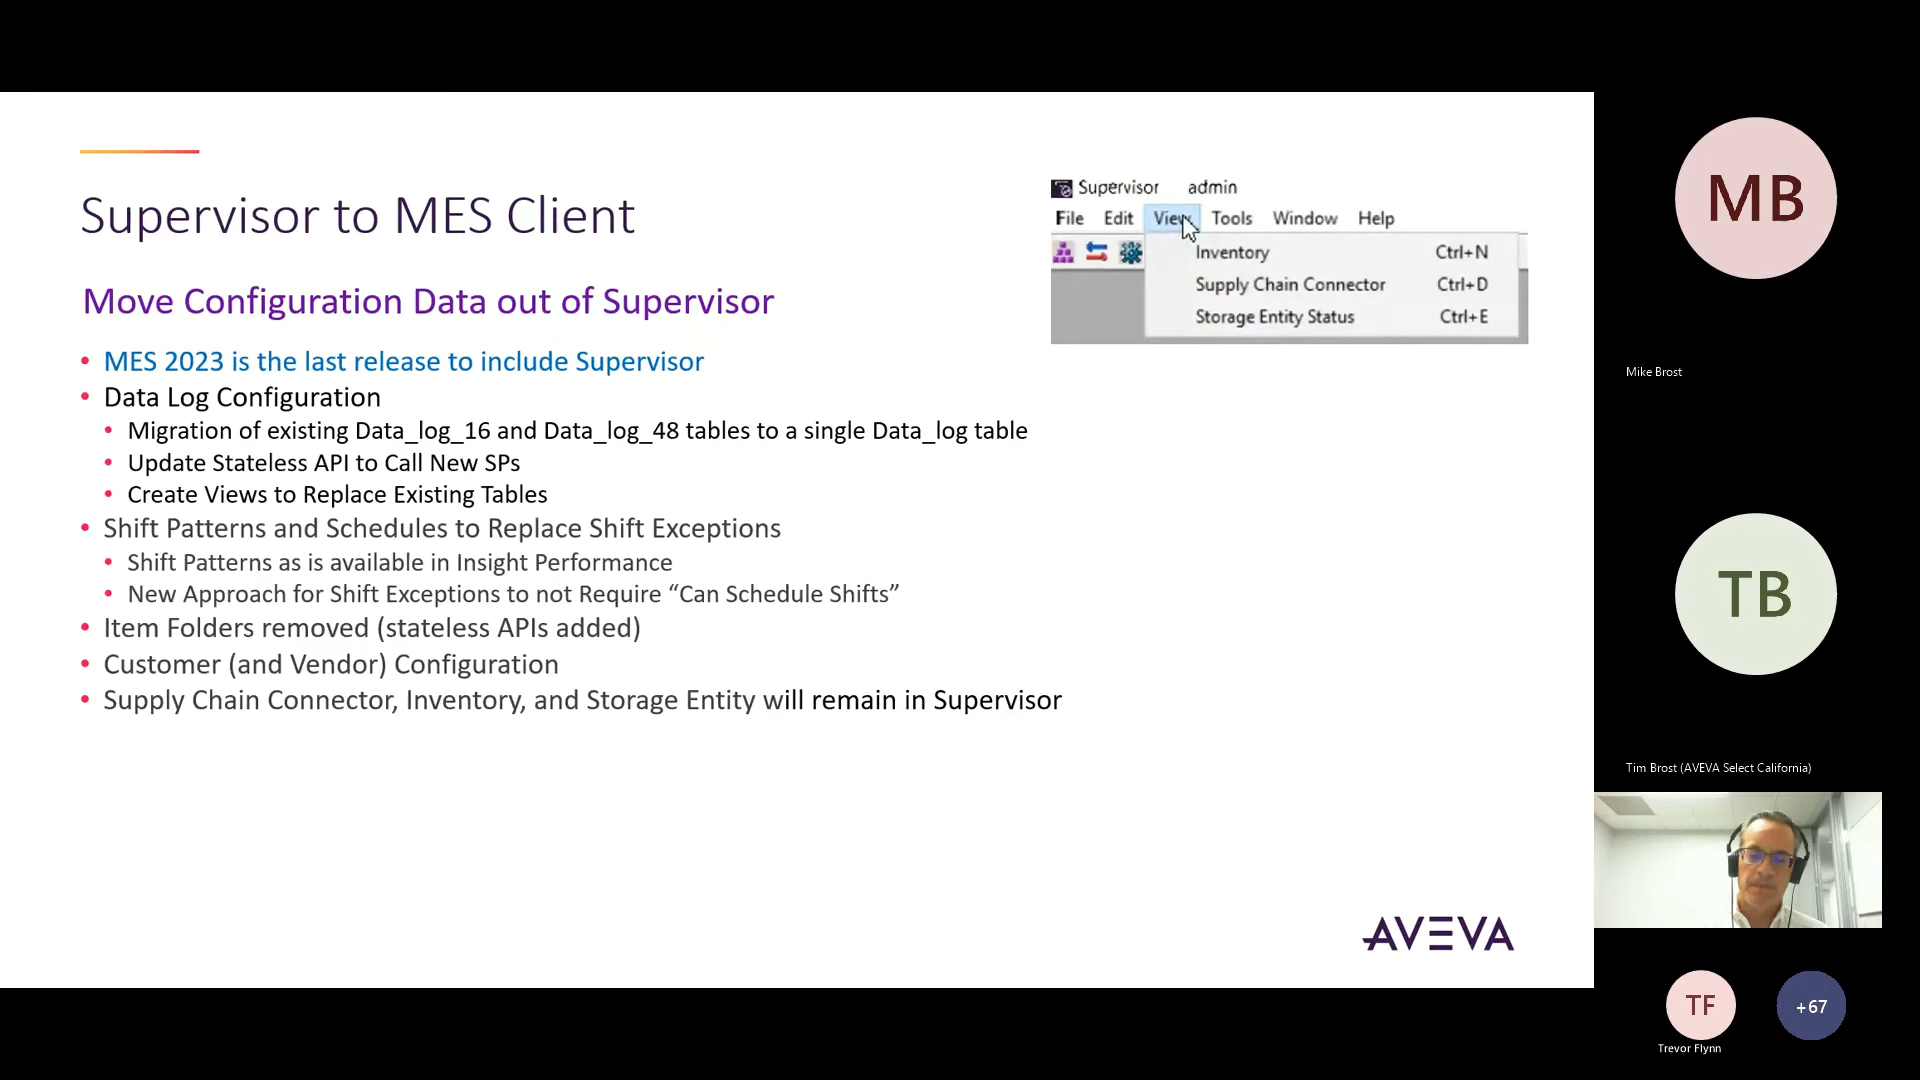 Supervisor to MES Client
Move Configuration Data out of Supervisor
• MES 2023 is the last release to include Supervisor
• Data Log Configuration
• Migration of existing Data_log_16 and Data_log_48 tables to a single Data_log table
• Update Stateless API to Call New SPs
• Create Views to Replace Existing Tables
• Shift Patterns and Schedules to Replace Shift Exceptions
• Shift Patterns as is available in Insight Performance
• New Approach for Shift Exceptions to not Require “Can Schedule Shifts”
• Item Folders removed (stateless APIs added)
• Customer (and Vendor) Configuration
• Supply Chain Connector, Inventory, and Storage Entity will remain in Supervisor
Supervisor admin
File Edit View Tools Window Help
Inventory Ctrl+N
Supply Chain Connector Ctrl+D
Storage Entity Status Ctrl+E
AVEVA
MB
Mike Brost
TB
Tim Brost (AVEVA Select California)
TF +67
Trevor Flynn